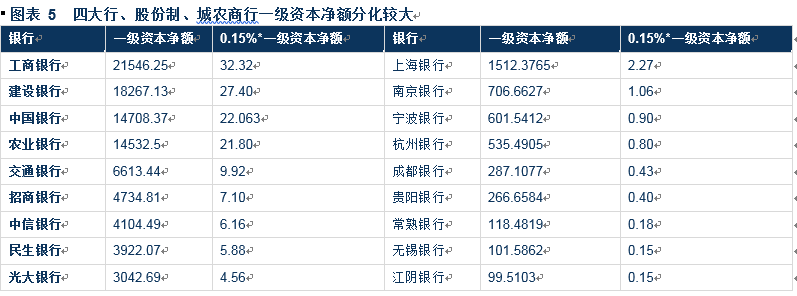 图表 5 四大行、股份制、城农商行一级资本净额分化较大
银行 一级资本净额 0.15%*一级资本净额 银行 一级资本净额 0.15%*一级资本净额
工商银行 21546.25 32.32 上海银行 1512.3765 2.27
建设银行 18267.13 27.40 南京银行 706.6627 1.06
中国银行 14708.37 22.063 宁波银行 601.5412 0.90
农业银行 14532.5 21.80 杭州银行 535.4905 0.80
交通银行 6613.44 9.92 成都银行 287.1077 0.43
招商银行 4734.81 7.10 贵阳银行 266.6584 0.40
中信银行 4104.49 6.16 常熟银行 118.4819 0.18
民生银行 3922.07 5.88 无锡银行 101.5862 0.15
光大银行 3042.69 4.56 江阴银行 99.5103 0.15